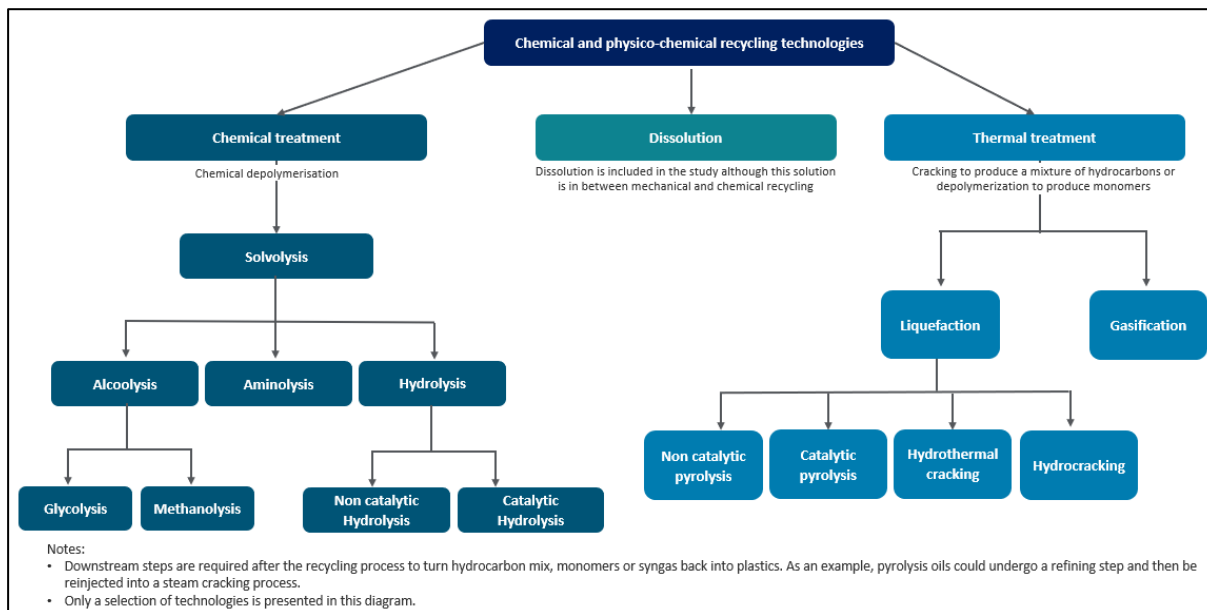 Chemical and physico-chemical recycling technologies
Chemical treatment
Dissolution
Thermal treatment
Chemical depolymerisation
Dissolution is included in the study although this solution
is in between mechanical and chemical recycling
Cracking to produce a mixture of hydrocarbons or
depolymerization to produce monomers
Solvolysis
Liquefaction
Gasification
Alcoolysis
Aminolysis
Hydrolysis
Non catalytic
pyrolysis
Catalytic
pyrolysis
Hydrothermal
cracking
Hydrocracking
Glycolysis
Methanolysis
Non catalytic
Hydrolysis
Catalytic
Hydrolysis
Notes:
• Downstream steps are required after the recycling process to turn hydrocarbon mix, monomers or syngas back into plastics. As an example, pyrolysis oils could undergo a refining step and then be
reinjected into a steam cracking process.
• Only a selection of technologies is presented in this diagram.